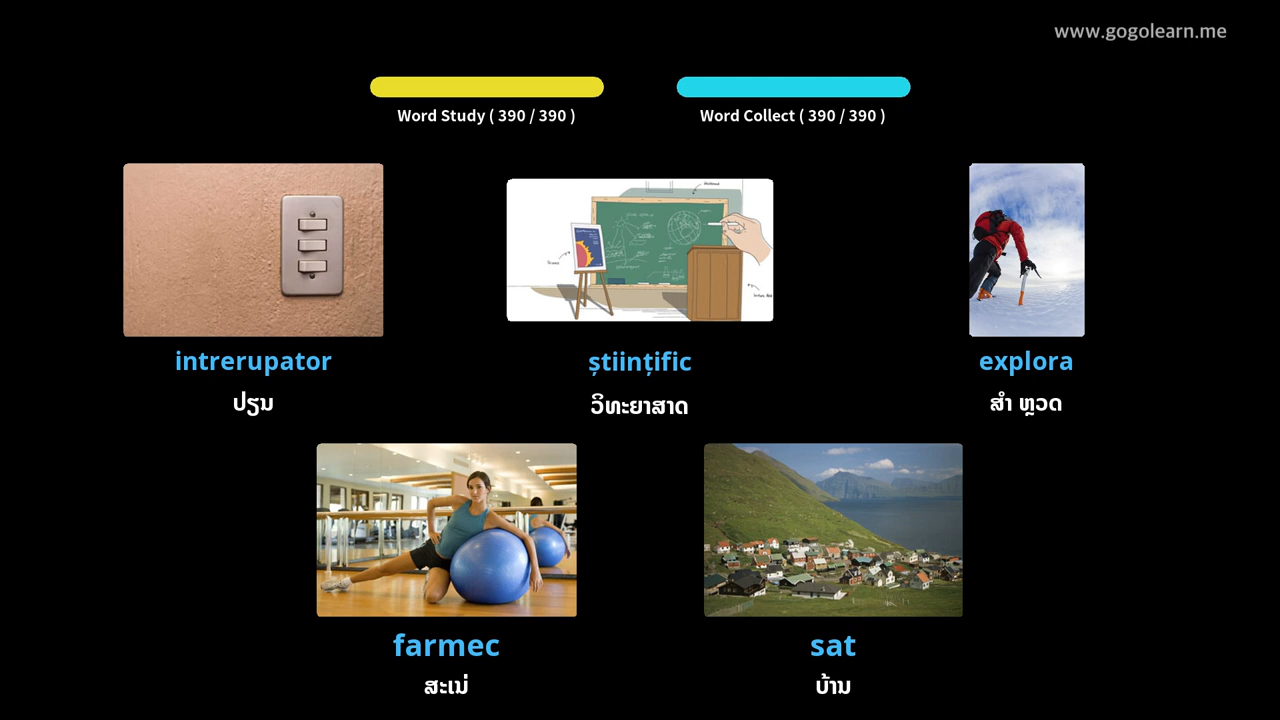 www.gogolearn.me
Word Study ( 390 / 390 )
Word Collect ( 390 / 390 )
intrerupator
ປຽນ
științific
ວິທະຍາສາດ
explora
ສຳ ຫຼວດ
farmec
ສະເນ່
sat
ບ້ານ